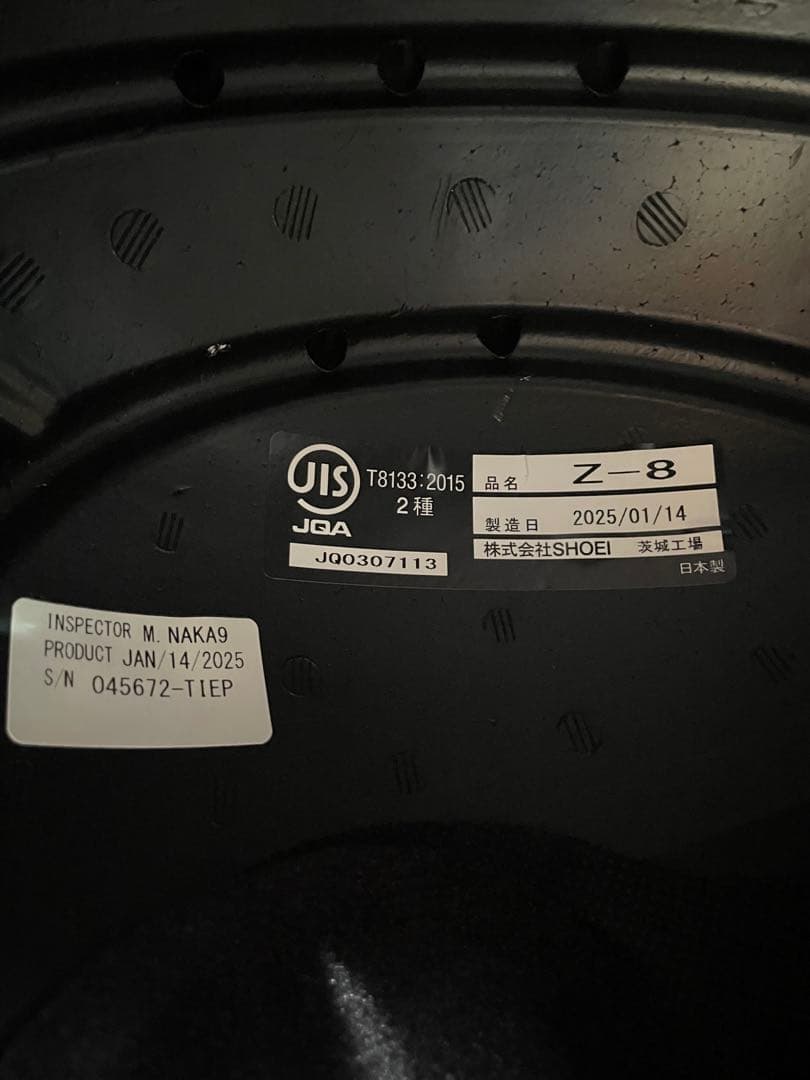 JIS
T8133:2015
2種
JQA
JQ0307113
品名 Z-8
製造日 2025/01/14
株式会社SHOEI 茨城工場
日本製
INSPECTOR M. NAKA9
PRODUCT JAN/14/2025
S/N 045672-TIEP